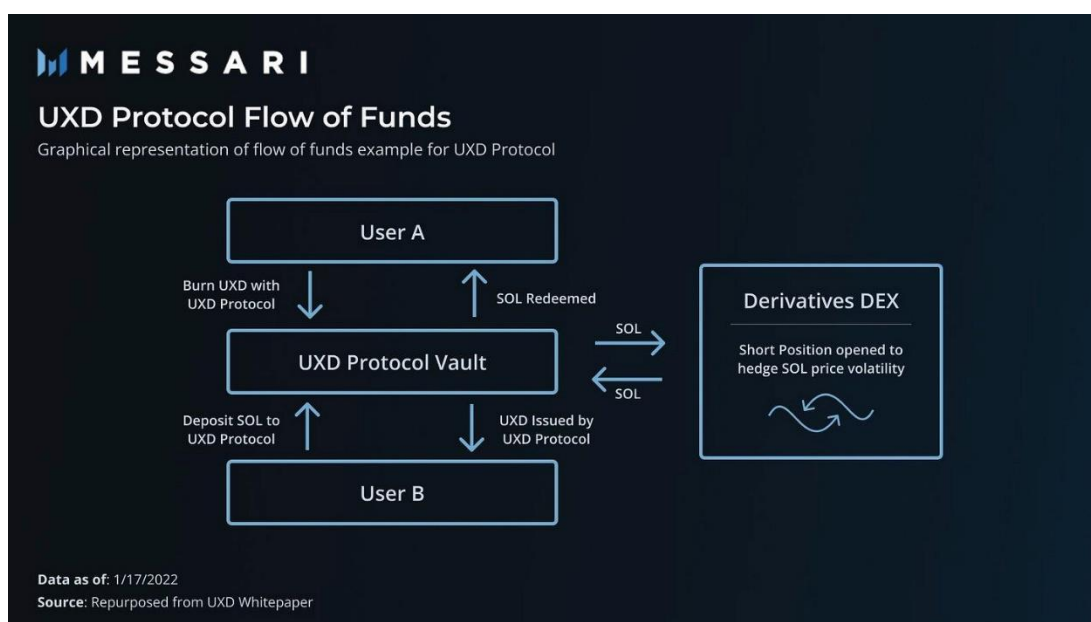 MESSARI
UXD Protocol Flow of Funds
Graphical representation of flow of funds example for UXD Protocol
User A
Burn UXD with
UXD Protocol
SOL Redeemed
UXD Protocol Vault
SOL
SOL
Derivatives DEX
Short Position opened to
hedge SOL price volatility
Deposit SOL to
UXD Protocol
UXD Issued by
UXD Protocol
User B
Data as of: 1/17/2022
Source: Repurposed from UXD Whitepaper